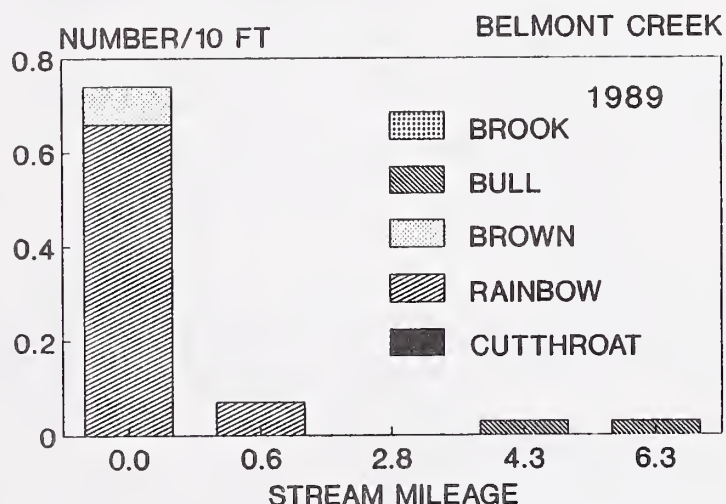 NUMBER/10 FT
BELMONT CREEK
1989
0.8
0.6
0.4
0.2
0
BROOK
BULL
BROWN
RAINBOW
CUTTHROAT
0.0 0.6 2.8 4.3 6.3
STREAM MILEAGE